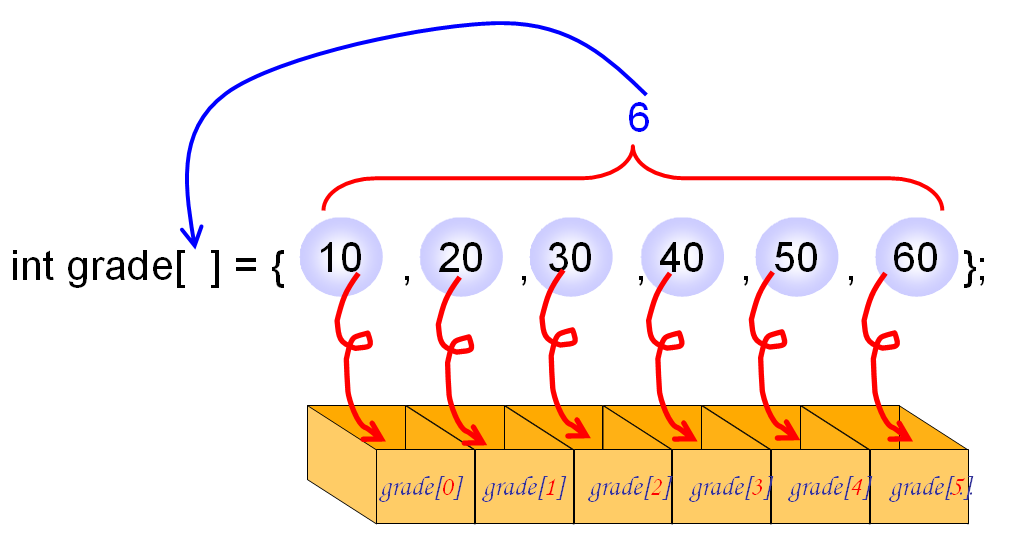 6
int grade[ ] = { 10 , 20 , 30 , 40 , 50 , 60 };
grade[0] grade[1] grade[2] grade[3] grade[4] grade[5]